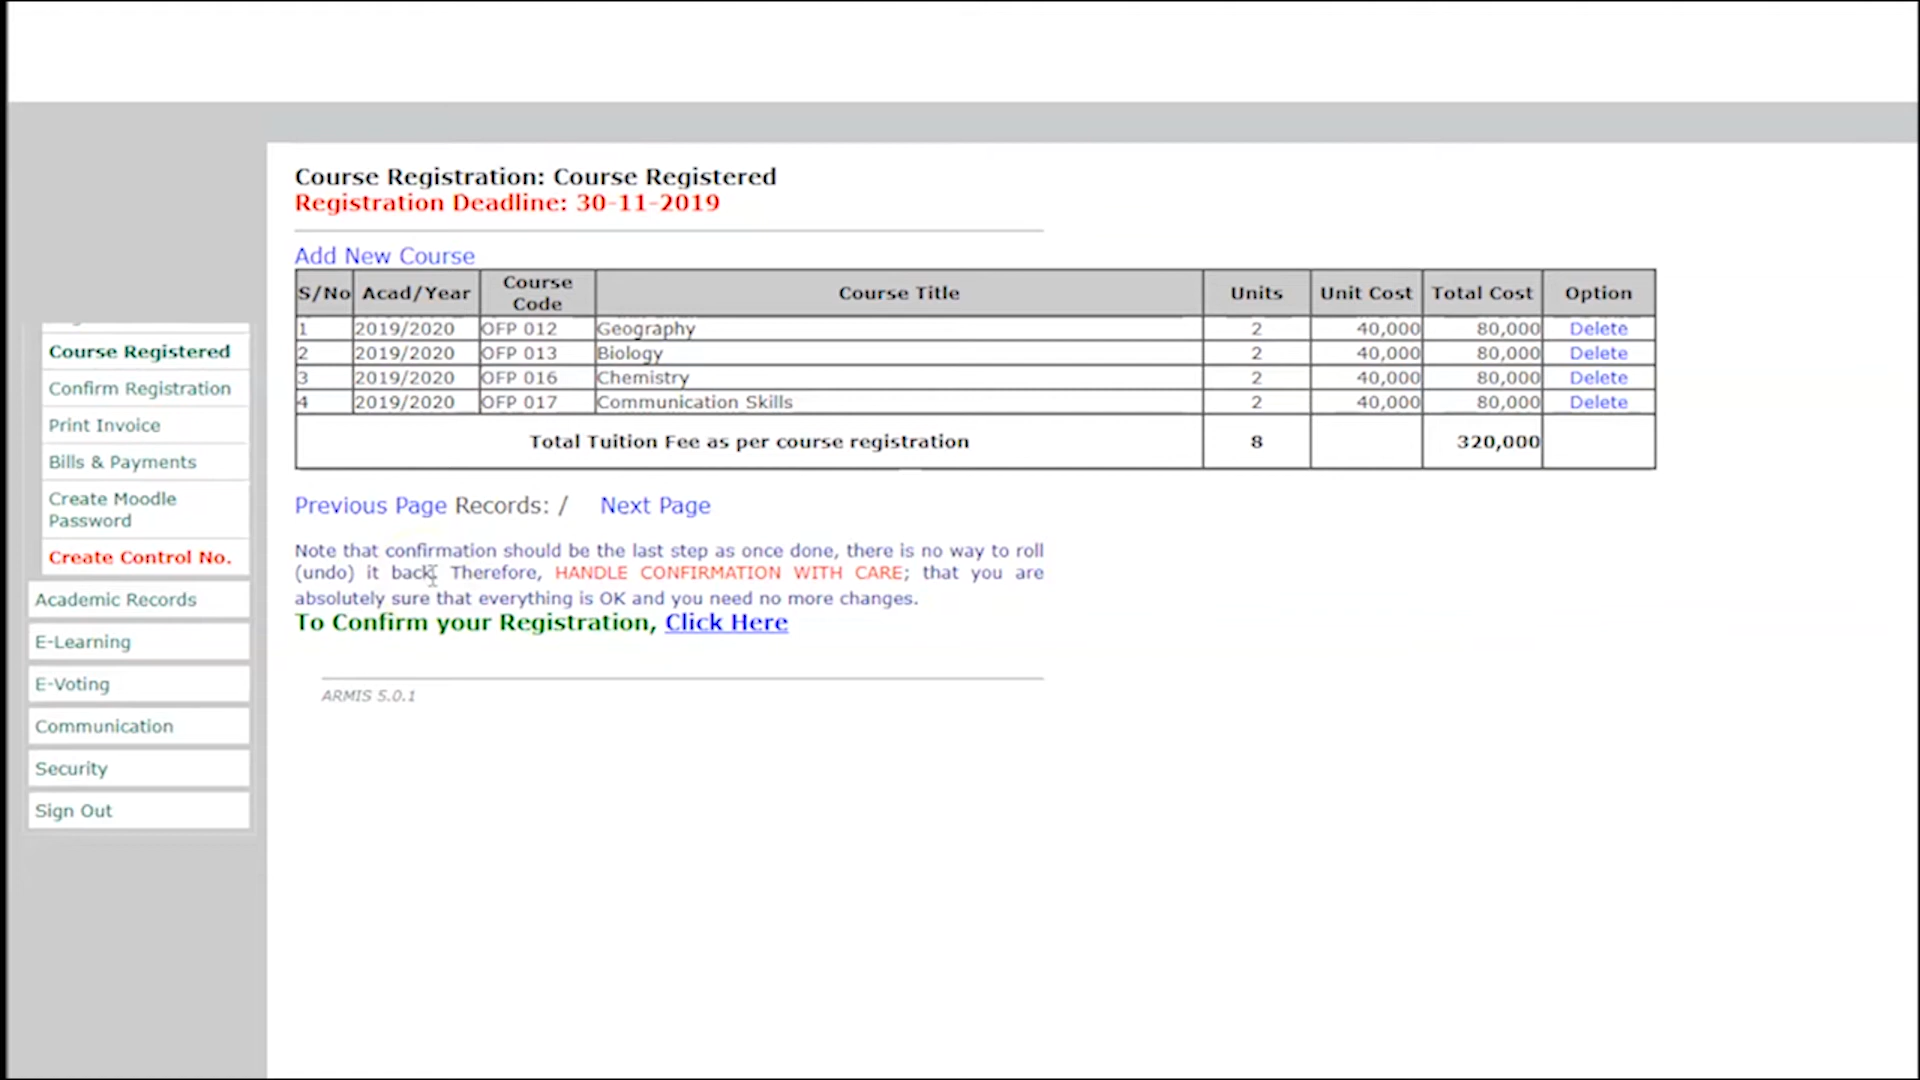 Course Registration: Course Registered
Registration Deadline: 30-11-2019
Add New Course
S/No Acad/Year Course Code Course Title Units Unit Cost Total Cost Option
1 2019/2020 OFP 012 Geography 2 40,000 80,000 Delete
2 2019/2020 OFP 013 Biology 2 40,000 80,000 Delete
3 2019/2020 OFP 016 Chemistry 2 40,000 80,000 Delete
4 2019/2020 OFP 017 Communication Skills 2 40,000 80,000 Delete
Total Tuition Fee as per course registration 8 320,000
Previous Page Records: / Next Page
Note that confirmation should be the last step as once done, there is no way to roll
(undo) it back. Therefore, HANDLE CONFIRMATION WITH CARE; that you are
absolutely sure that everything is OK and you need no more changes.
To Confirm your Registration, Click Here
ARMIS 5.0.1
Course Registered
Confirm Registration
Print Invoice
Bills & Payments
Create Moodle
Password
Create Control No.
Academic Records
E-Learning
E-Voting
Communication
Security
Sign Out